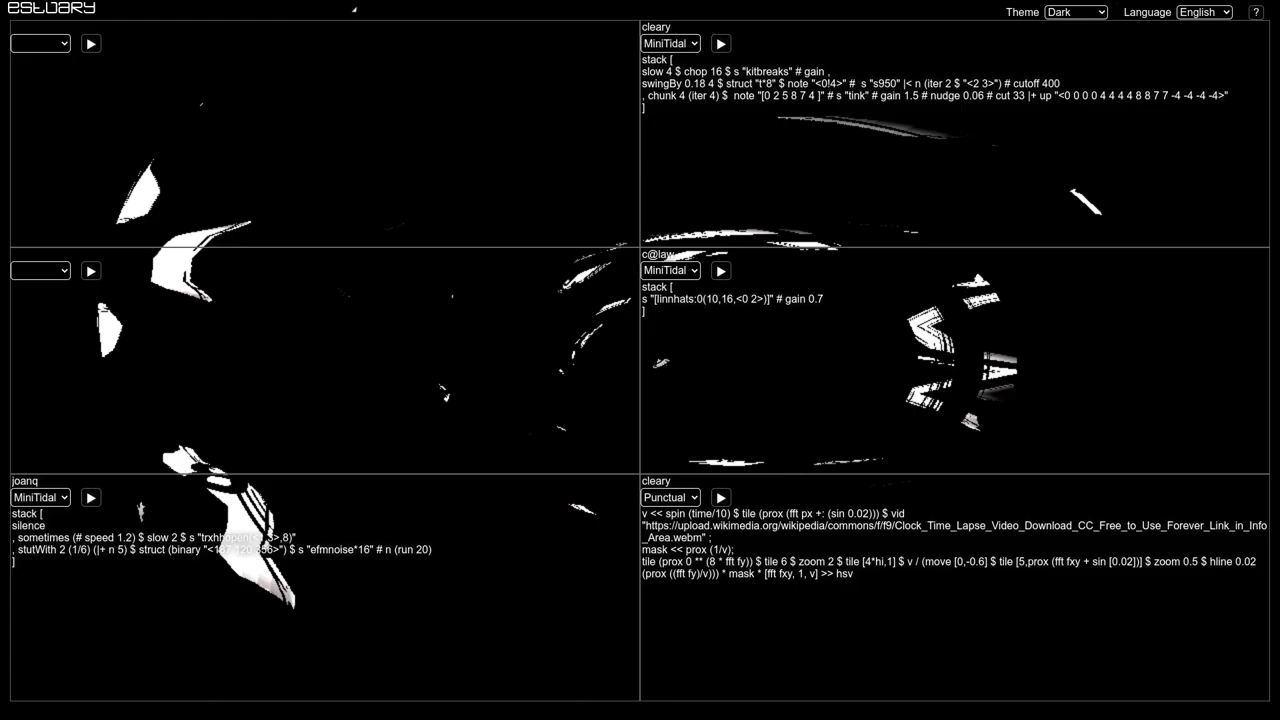 estuary
Theme Dark Language English ?
cleary
MiniTidal
stack [
slow 4 $ chop 16 $ s "kitbreaks" # gain ,
swingBy 0.18 4 $ struct "t*8" $ note "<0!4>" # s "s950" |< n (iter 2 $ "<2 3>") # cutoff 400
, chunk 4 (iter 4) $ note "[0 2 5 8 7 4 ]" # s "tink" # gain 1.5 # nudge 0.06 # cut 33 |+ up "<0 0 0 0 4 4 4 4 8 8 7 7 -4 -4 -4 -4>"
]
c@law
MiniTidal
stack [
s "[linnhats:0(10,16,<0 2>)]" # gain 0.7
]
joanq
MiniTidal
stack [
silence
, sometimes (# speed 1.2) $ slow 2 $ s "trxhhopen(< 3>,8)"
, stutWith 2 (1/6) (|+ n 5) $ struct (binary "< 120 >") $ s "efmnoise*16" # n (run 20)
]
cleary
Punctual
v << spin (time/10) $ tile (prox (fft px +: (sin 0.02))) $ vid
"https://upload.wikimedia.org/wikipedia/commons/f/f9/Clock_Time_Lapse_Video_Download_CC_Free_to_Use_Forever_Link_in_Info
_Area.webm" ;
mask << prox (1/v);
tile (prox 0 ** (8 * fft fy)) $ tile 6 $ zoom 2 $ tile [4*hi,1] $ v / (move [0,-0.6] $ tile [5,prox (fft fxy + sin [0.02])] $ zoom 0.5 $ hline 0.02
(prox ((fft fy)/v))) * mask * [fft fxy, 1, v] >> hsv